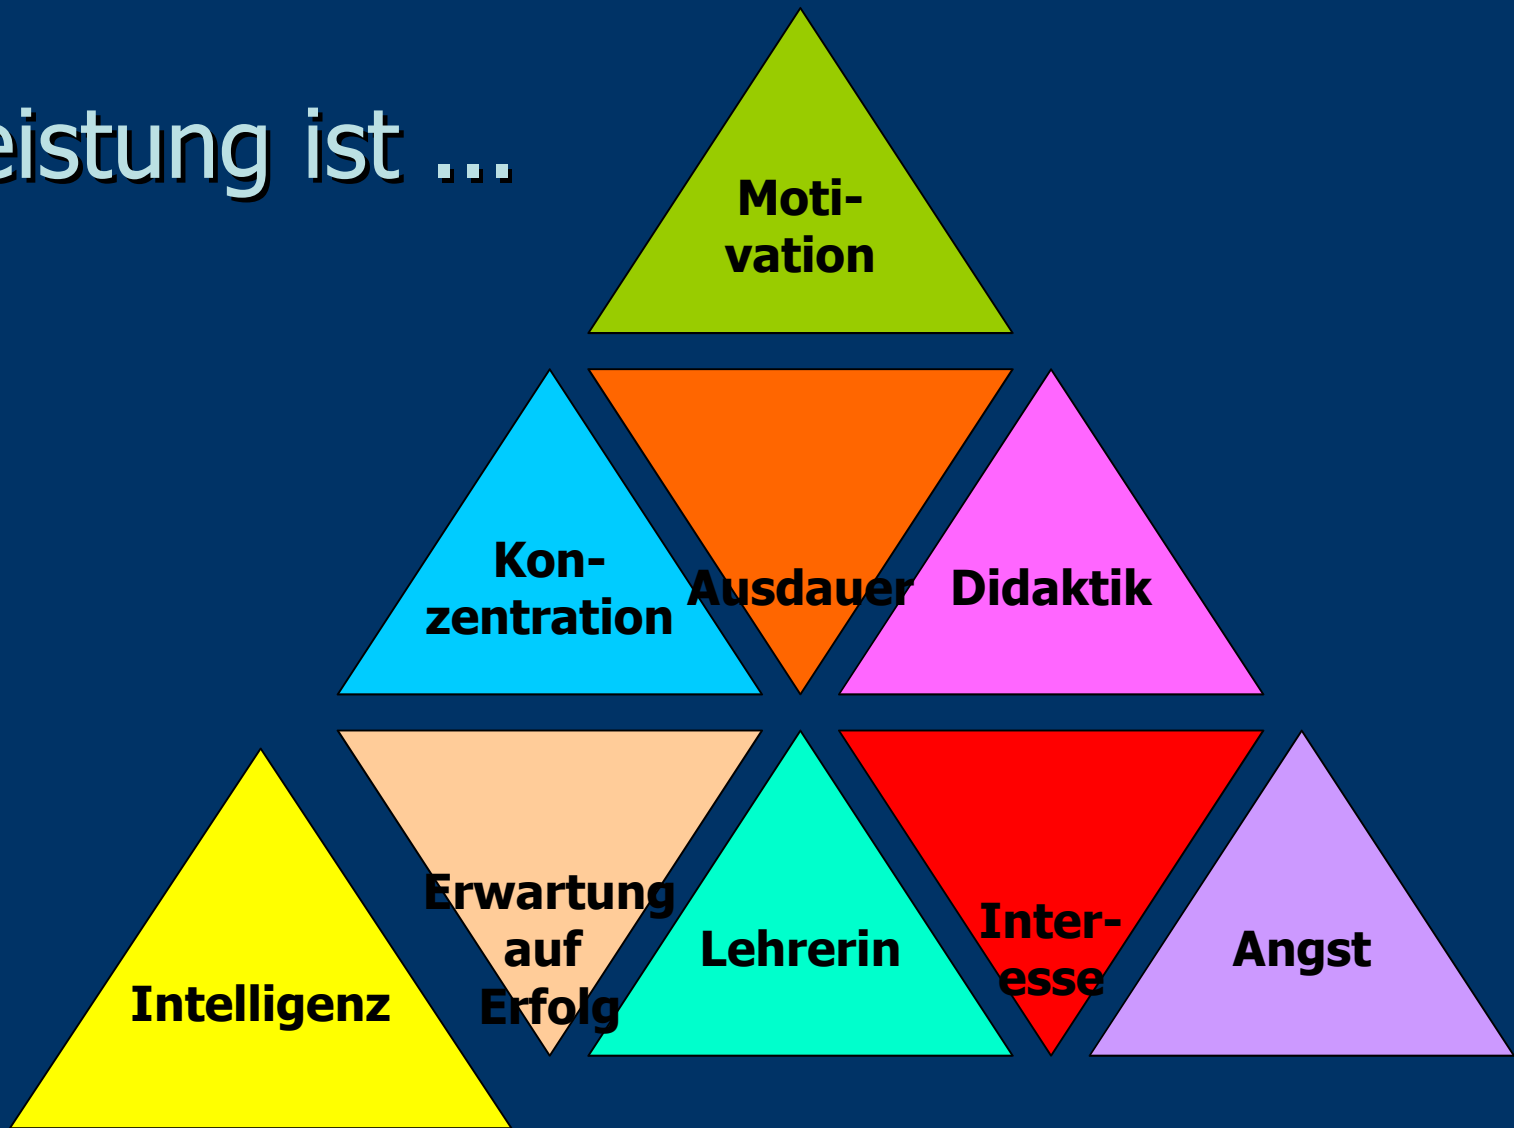 eistung ist ...
Moti-
vation
Kon-
zentration
Ausdauer
Didaktik
Erwartung
auf
Erfolg
Lehrerin
Inter-
esse
Angst
Intelligenz